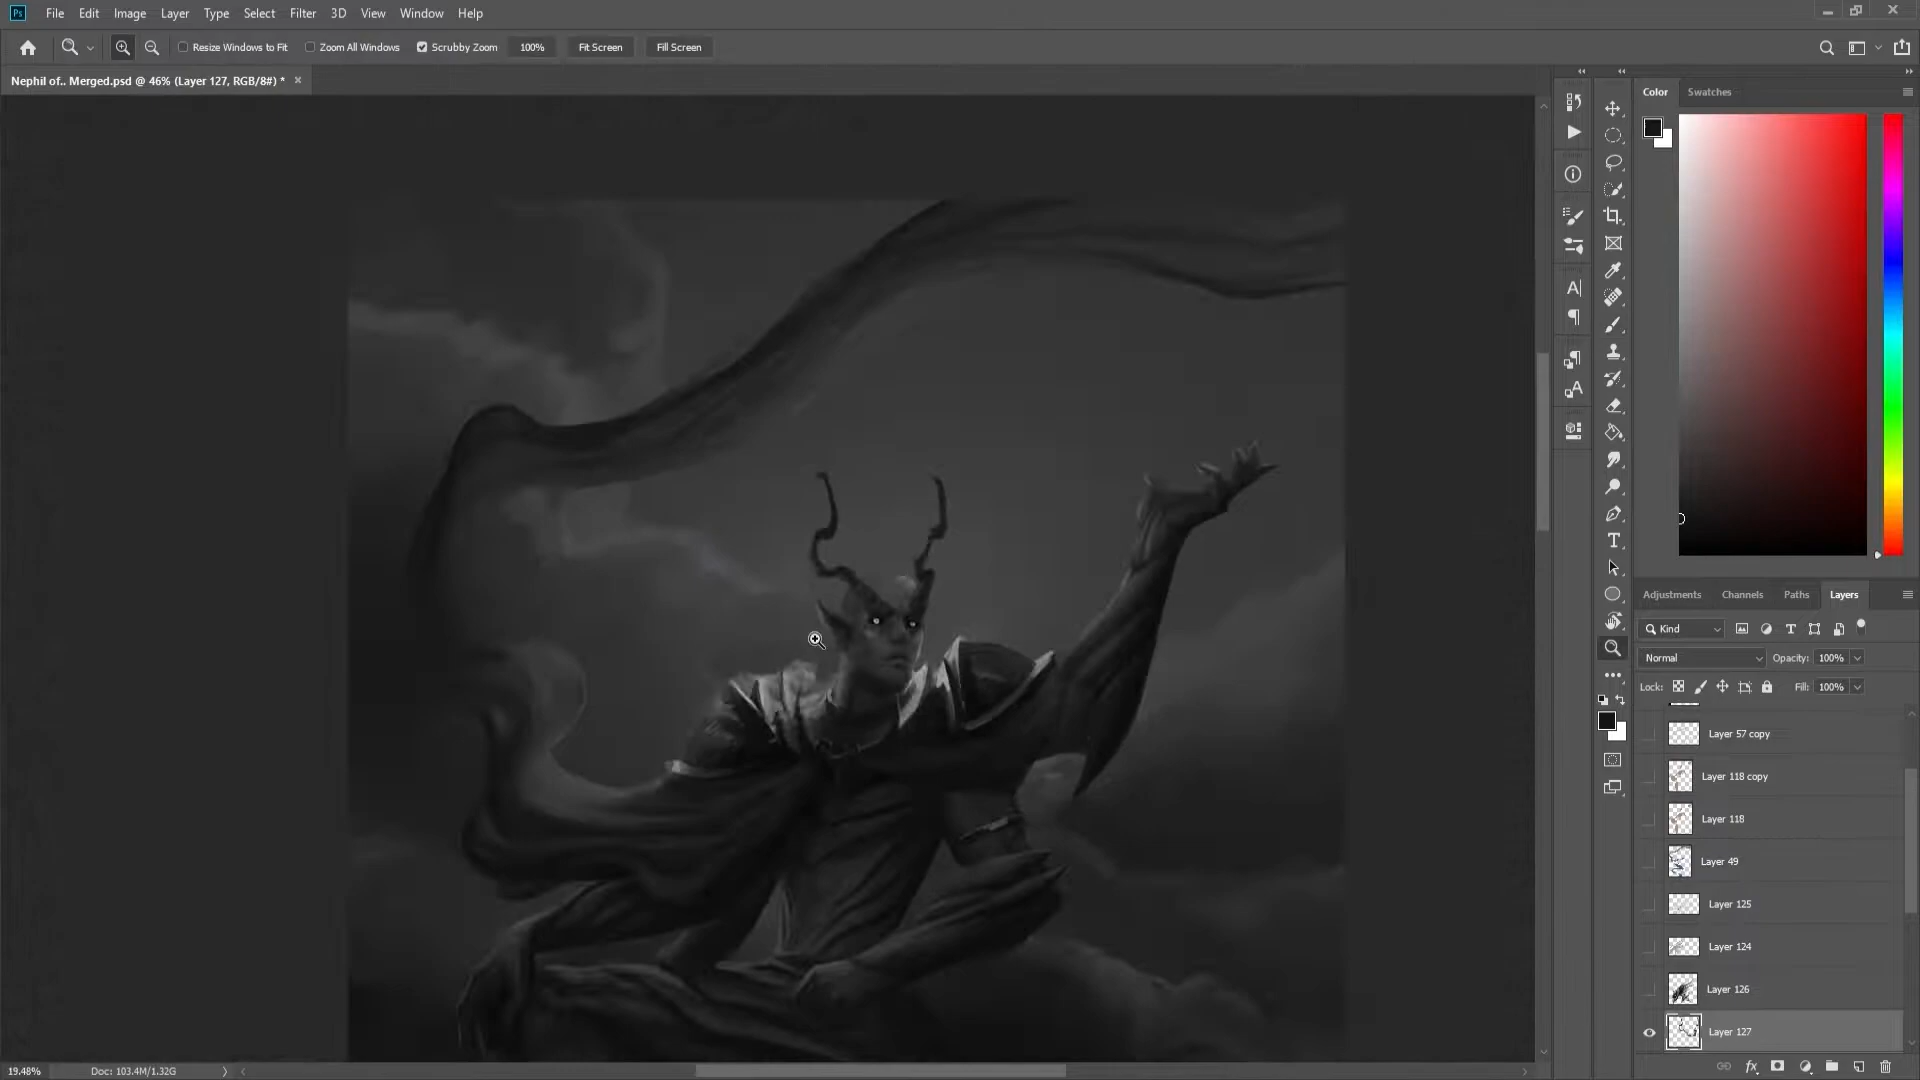 Ps File Edit Image Layer Type Select Filter 3D View Window Help
Resize Windows to Fit Zoom All Windows Scrubby Zoom 100% Fit Screen Fill Screen
Nephil of.. Merged.psd @ 46% (Layer 127, RGB/8#) * ×
Color Swatches
Adjustments Channels Paths Layers
Kind
Normal Opacity: 100%
Lock: Fill: 100%
Layer 57 copy
Layer 118 copy
Layer 118
Layer 49
Layer 125
Layer 124
Layer 126
Layer 127
19.48% Doc: 103.4M/1.32G